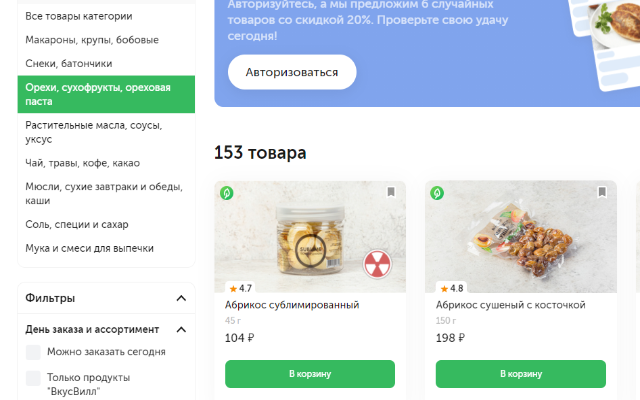 Все товары категории
Макароны, крупы, бобовые
Снеки, батончики
Орехи, сухофрукты, ореховая
паста
Растительные масла, соусы,
уксус
Чай, травы, кофе, какао
Мюсли, сухие завтраки и обеды,
каши
Соль, специи и сахар
Мука и смеси для выпечки
Фильтры
День заказа и ассортимент
Можно заказать сегодня
Только продукты
"ВкусВилл"
Авторизуйтесь, а мы предложим 6 случайных
товаров со скидкой 20%. Проверьте свою удачу
сегодня!
Авторизоваться
153 товара
4.7
Абрикос сублимированный
45 г
104 ₽
В корзину
4.8
Абрикос сушеный с косточкой
150 г
198 ₽
В корзину